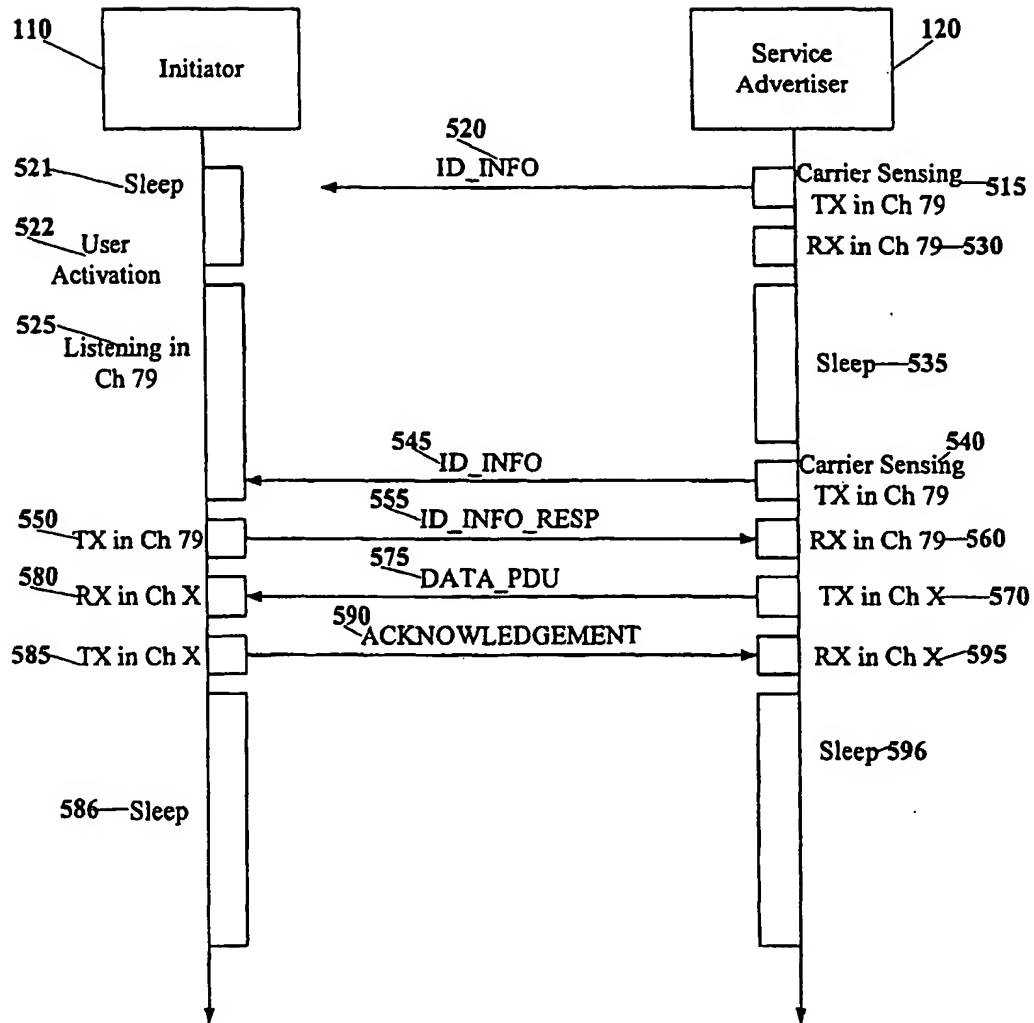 110
Initiator
Service
Advertiser
120
520
ID_INFO
521
Sleep
Carrier Sensing
TX in Ch 79
515
522
User
Activation
RX in Ch 79
530
525
Listening in
Ch 79
Sleep
535
545
ID_INFO
540
Carrier Sensing
TX in Ch 79
550
TX in Ch 79
555
ID_INFO_RESP
RX in Ch 79
560
580
RX in Ch X
575
DATA_PDU
TX in Ch X
570
585
TX in Ch X
590
ACKNOWLEDGEMENT
RX in Ch X
595
Sleep
596
586
Sleep